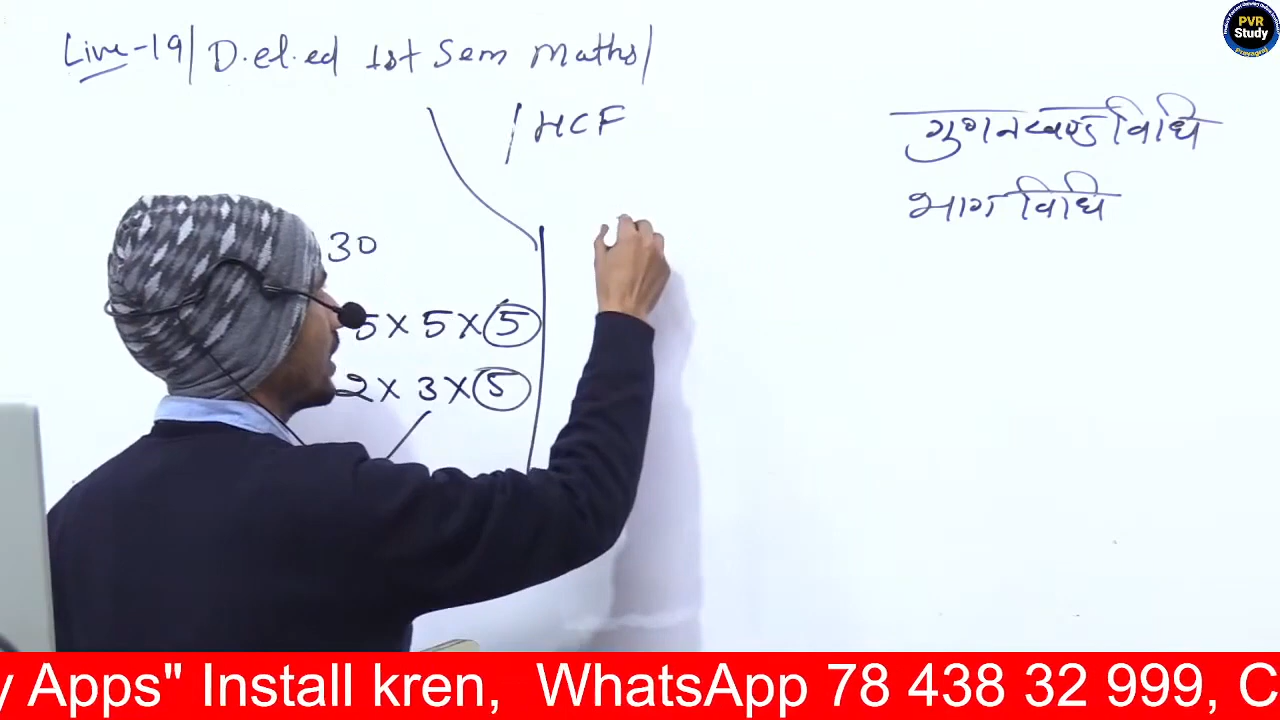 Live-19/ D.el.ed 1st Sem Maths/
/HCF
गुणनखण्ड विधि
भाग विधि
30
5 x 5 x 5
2 x 3 x 5
PVR
Study
Prayagraj
y Apps" Install kren, WhatsApp 78 438 32 999, C